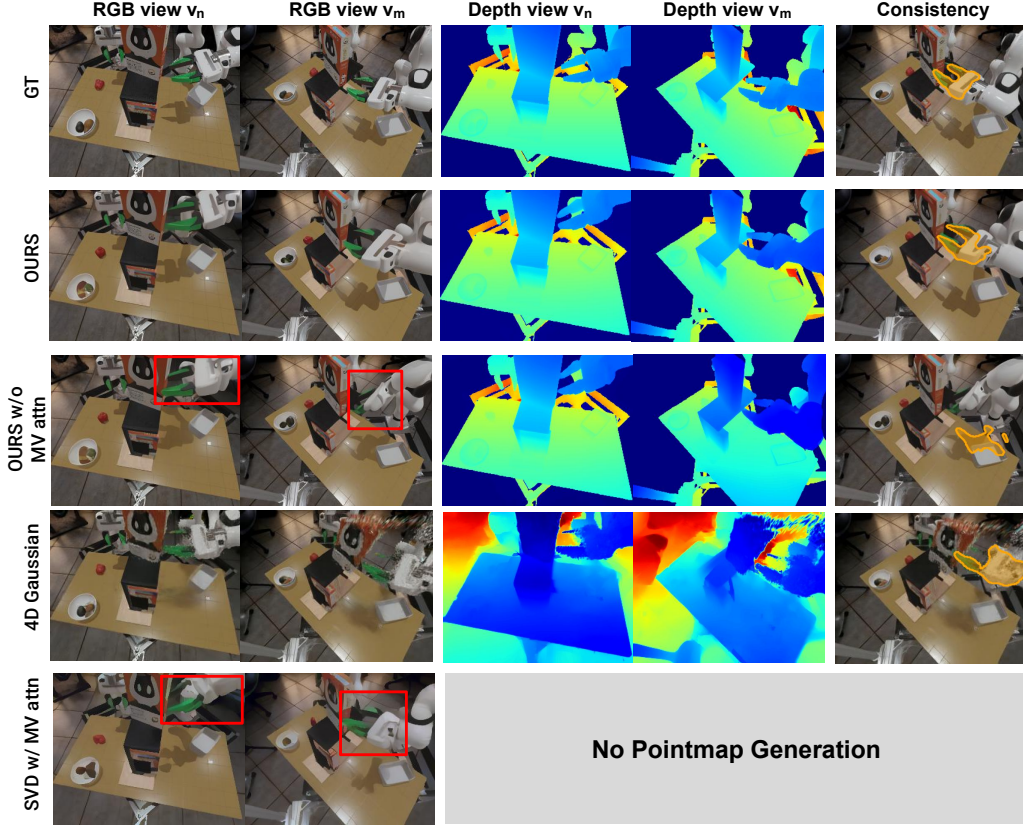 RGB view vₙ RGB view vₘ Depth view vₙ Depth view vₘ Consistency
GT
OURS
OURS w/o
MV attn
4D Gaussian
SVD w/ MV attn
No Pointmap Generation